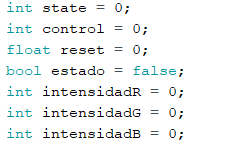 int state = 0;
int control = 0;
float reset = 0;
bool estado = false;
int intensidadR = 0;
int intensidadG = 0;
int intensidadB = 0;